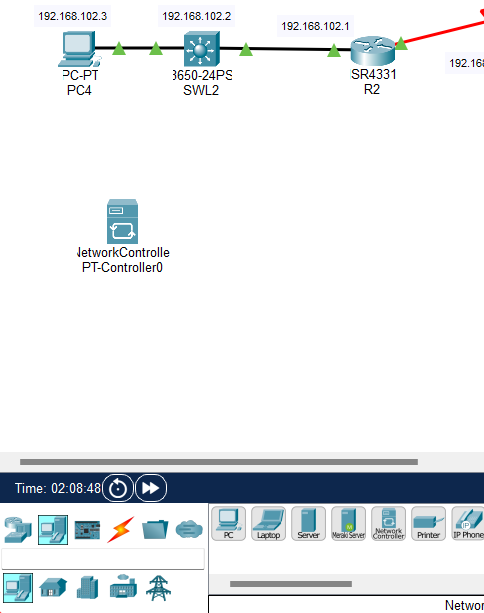 192.168.102.3
192.168.102.2
192.168.102.1
192.168
PC-PT
PC4
3650-24PS
SWL2
SR4331
R2
NetworkControlle
PT-Controller0
Time: 02:08:48
PC
Laptop
Server
Meraki Server
Network
Controller
Printer
IP Phone
IP
M
Networ